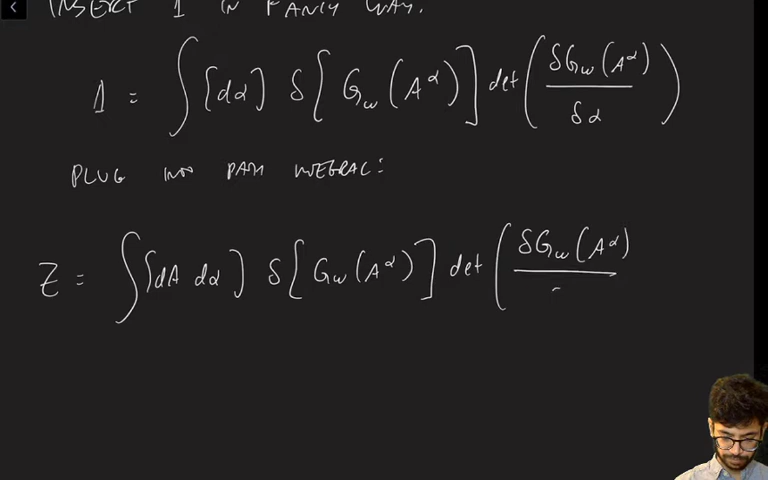 INSERT 1 IN FANCY WAY.
1 = ∫[dα] δ[G_ω(A^α)] det(δG_ω(A^α)/δα)
PLUG INTO PATH INTEGRAL:
Z = ∫[dA dα] δ[G_ω(A^α)] det(δG_ω(A^α)